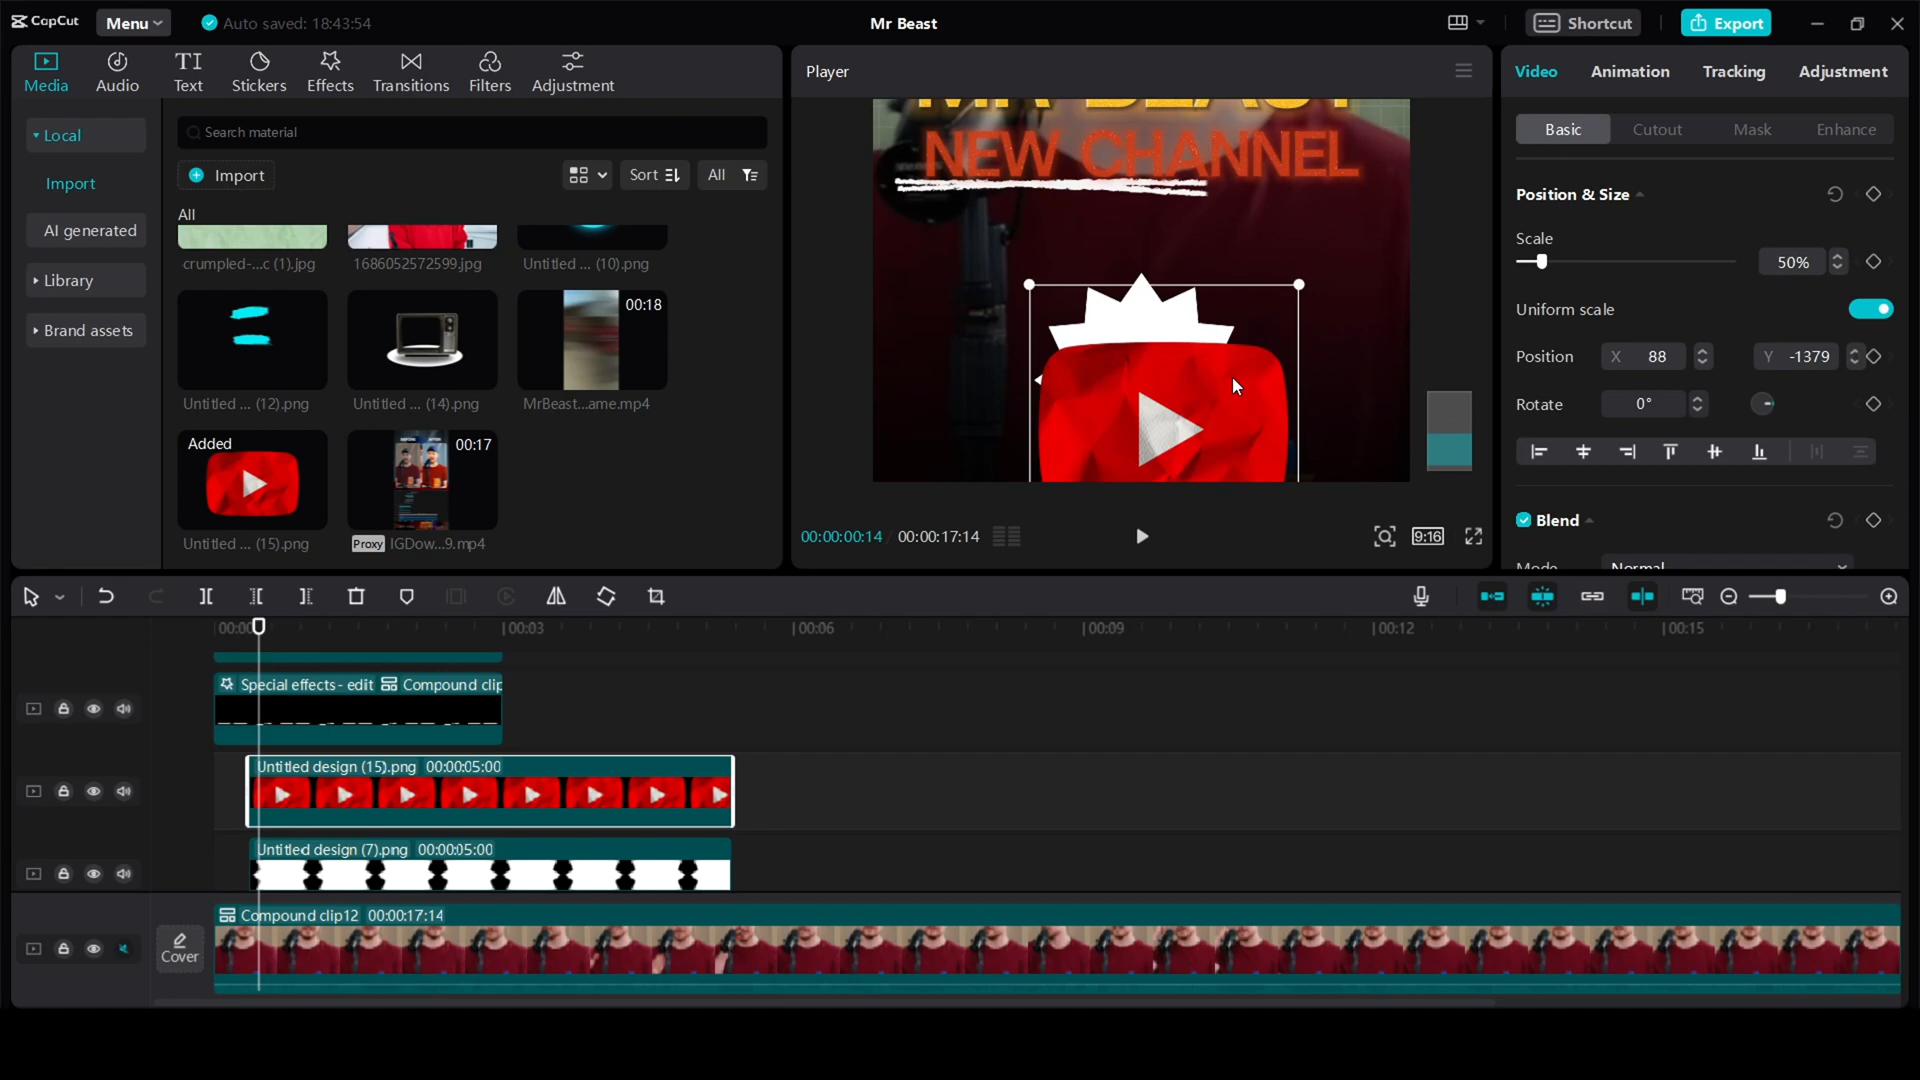 CapCut Menu Auto saved: 18:43:54 Mr Beast Shortcut Export
Media Audio Text Stickers Effects Transitions Filters Adjustment
Local
Import
AI generated
Library
Brand assets
Search material
Import Sort All
All
crumpled-...c (1).jpg 1686052572599.jpg Untitled ... (10).png
00:18
Untitled ... (12).png Untitled ... (14).png MrBeast...ame.mp4
Added 00:17
Untitled ... (15).png Proxy IGDow...9.mp4
Player
MR BEAST
NEW CHANNEL
00:00:00:14 / 00:00:17:14 9:16
Video Animation Tracking Adjustment
Basic Cutout Mask Enhance
Position & Size
Scale
50%
Uniform scale
Position X 88 Y -1379
Rotate 0°
Blend
Mode Normal
00:00 00:03 00:06 00:09 00:12 00:15
Special effects - edit Compound clip
Untitled design (15).png 00:00:05:00
Untitled design (7).png 00:00:05:00
Cover
Compound clip12 00:00:17:14